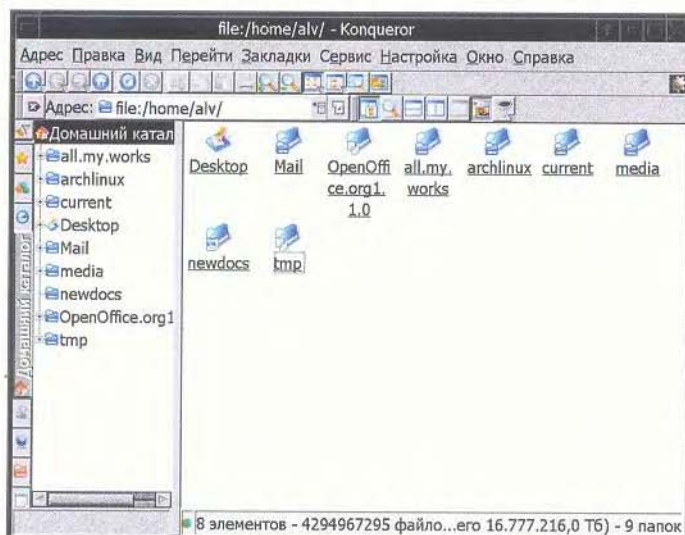 file:/home/alv/ - Konqueror
Адрес Правка Вид Перейти Закладки Сервис Настройка Окно Справка
Адрес: file:/home/alv/
Домашний катал
all.my.works
archlinux
current
Desktop
Mail
media
newdocs
OpenOffice.org1
tmp
Домашний каталог
Desktop Mail OpenOffi all.my. archlinux current media
ce.org1. works
1.0
newdocs tmp
8 элементов - 4294967295 файло...его 16.777.216,0 Тб) - 9 папок